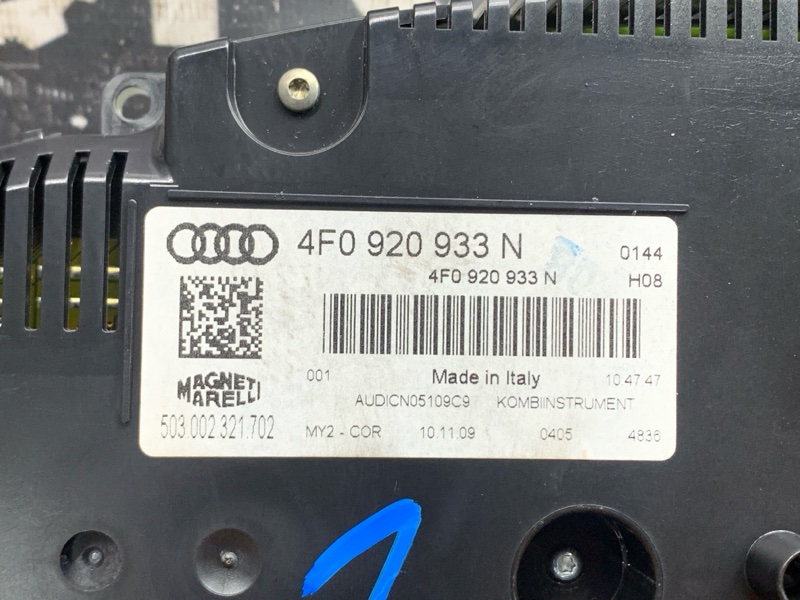 4F0 920 933 N 0144
4F0 920 933 N H08
001 Made in Italy 10 47 47
MAGNETI MARELLI
AUDICN05109C9 KOMBIINSTRUMENT
503.002.321.702 MY2 - COR 10.11.09 0405 4836
1